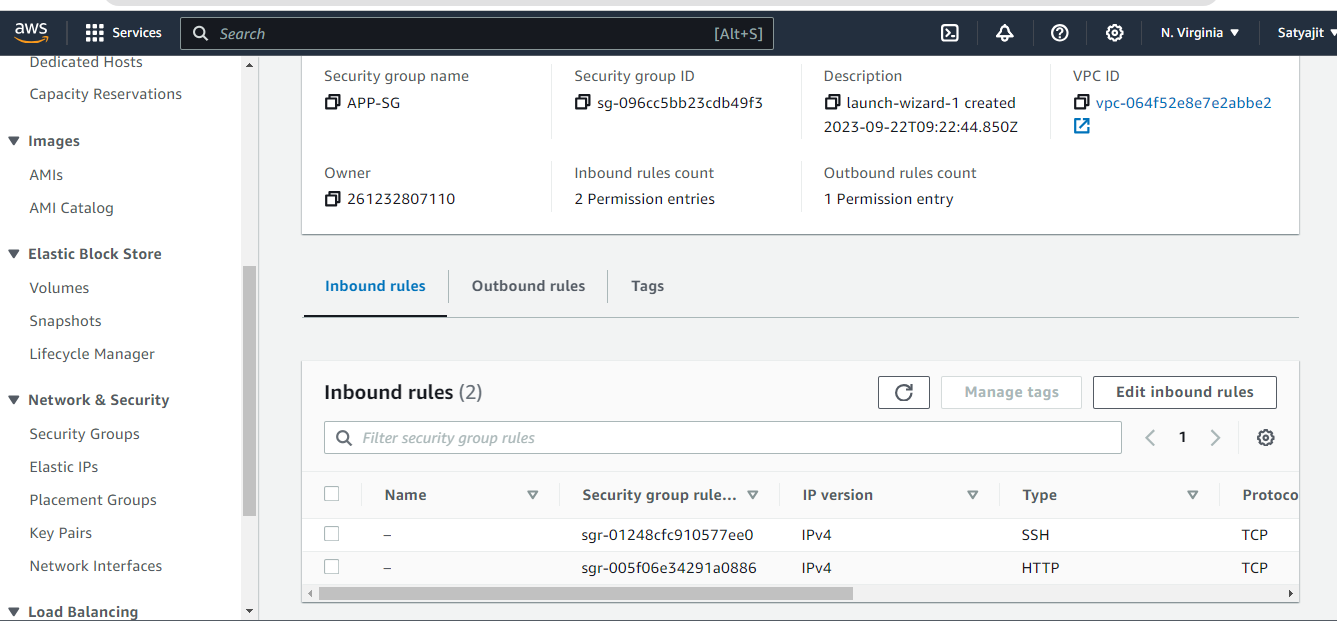 aws
Services
Search
[Alt+S]
N. Virginia
Satyajit
Dedicated Hosts
Capacity Reservations
Images
AMIs
AMI Catalog
Elastic Block Store
Volumes
Snapshots
Lifecycle Manager
Network & Security
Security Groups
Elastic IPs
Placement Groups
Key Pairs
Network Interfaces
Load Balancing
Security group name
APP-SG
Security group ID
sg-096cc5bb23cdb49f3
Description
launch-wizard-1 created
2023-09-22T09:22:44.850Z
VPC ID
vpc-064f52e8e7e2abbe2
Owner
261232807110
Inbound rules count
2 Permission entries
Outbound rules count
1 Permission entry
Inbound rules
Outbound rules
Tags
Inbound rules (2)
Manage tags
Edit inbound rules
Filter security group rules
1
Name
Security group rule...
IP version
Type
Protoco
– sgr-01248cfc910577ee0 IPv4 SSH TCP
– sgr-005f06e34291a0886 IPv4 HTTP TCP